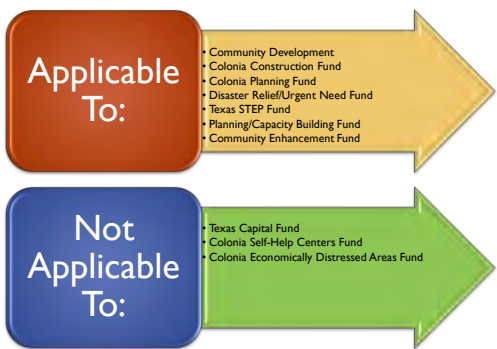 Applicable
To:
• Community Development
• Colonia Construction Fund
• Colonia Planning Fund
• Disaster Relief/Urgent Need Fund
• Texas STEP Fund
• Planning/Capacity Building Fund
• Community Enhancement Fund
Not
Applicable
To:
• Texas Capital Fund
• Colonia Self-Help Centers Fund
• Colonia Economically Distressed Areas Fund